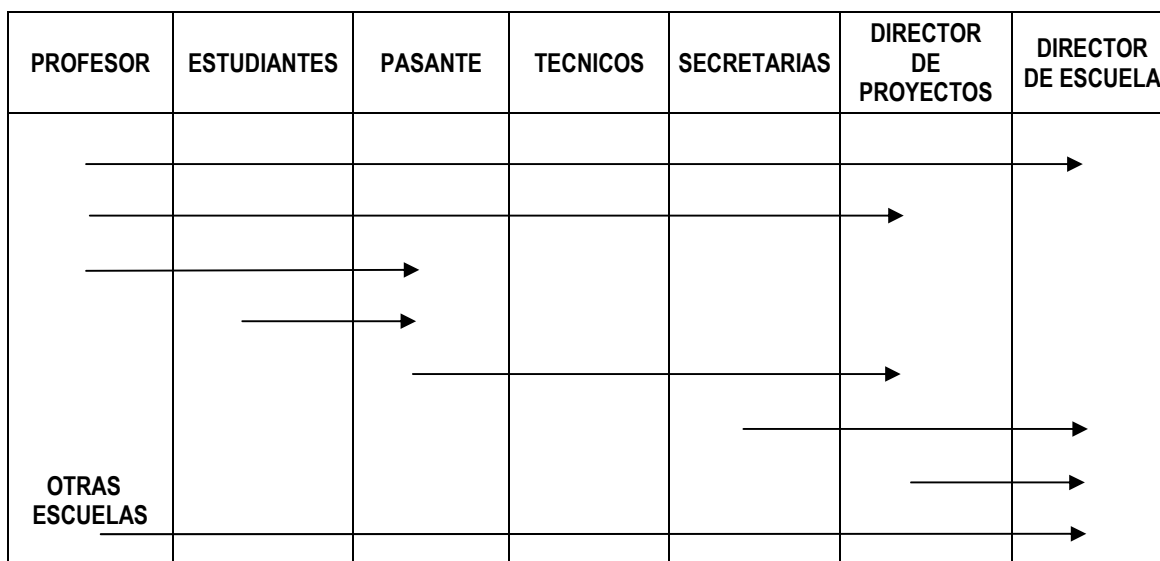 PROFESOR
ESTUDIANTES
PASANTE
TECNICOS
SECRETARIAS
DIRECTOR
DE
PROYECTOS
DIRECTOR
DE ESCUELA
OTRAS
ESCUELAS